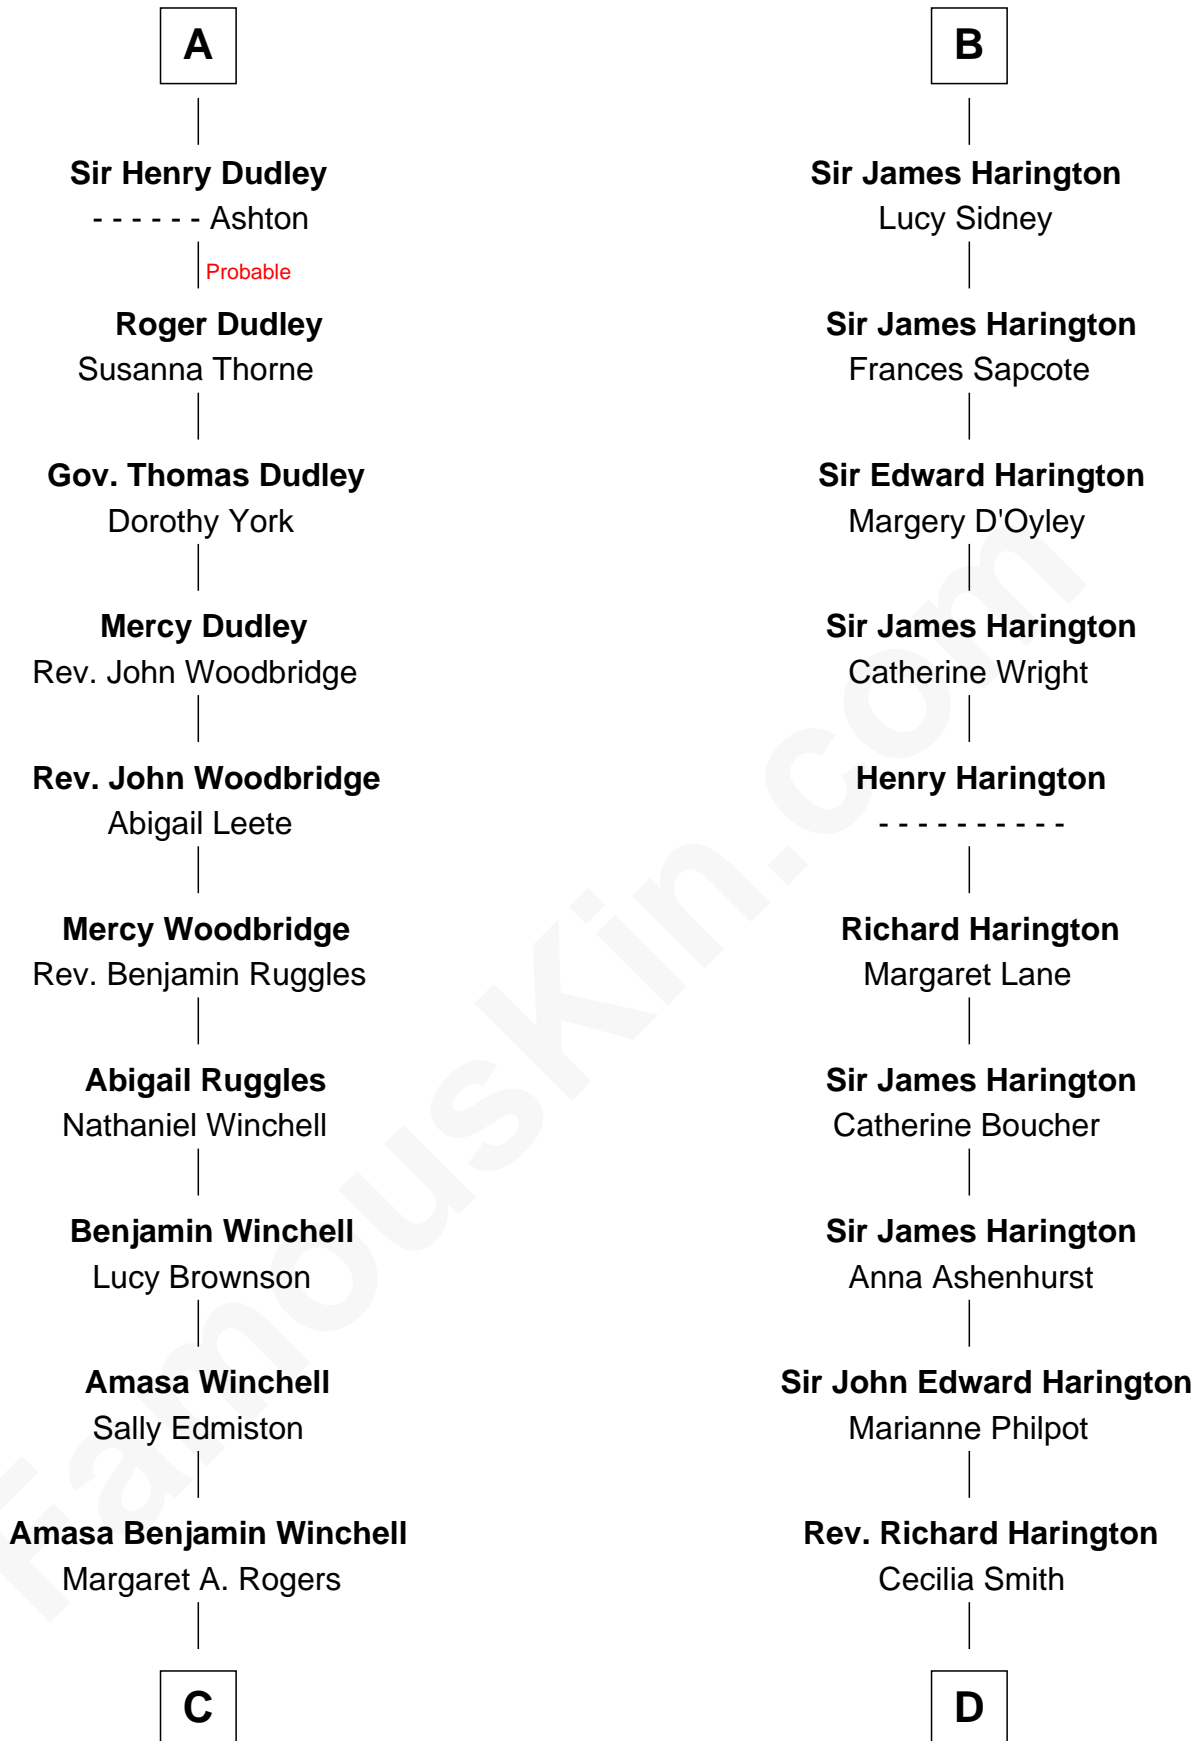 A
Sir Henry Dudley
- - - - - - Ashton
Probable
Roger Dudley
Susanna Thorne
Gov. Thomas Dudley
Dorothy York
Mercy Dudley
Rev. John Woodbridge
Rev. John Woodbridge
Abigail Leete
Mercy Woodbridge
Rev. Benjamin Ruggles
Abigail Ruggles
Nathaniel Winchell
Benjamin Winchell
Lucy Brownson
Amasa Winchell
Sally Edmiston
Amasa Benjamin Winchell
Margaret A. Rogers
C
B
Sir James Harington
Lucy Sidney
Sir James Harington
Frances Sapcote
Sir Edward Harington
Margery D'Oyley
Sir James Harington
Catherine Wright
Henry Harington
- - - - - - - - - -
Richard Harington
Margaret Lane
Sir James Harington
Catherine Boucher
Sir James Harington
Anna Ashenhurst
Sir John Edward Harington
Marianne Philpot
Rev. Richard Harington
Cecilia Smith
D
FamousKin.com